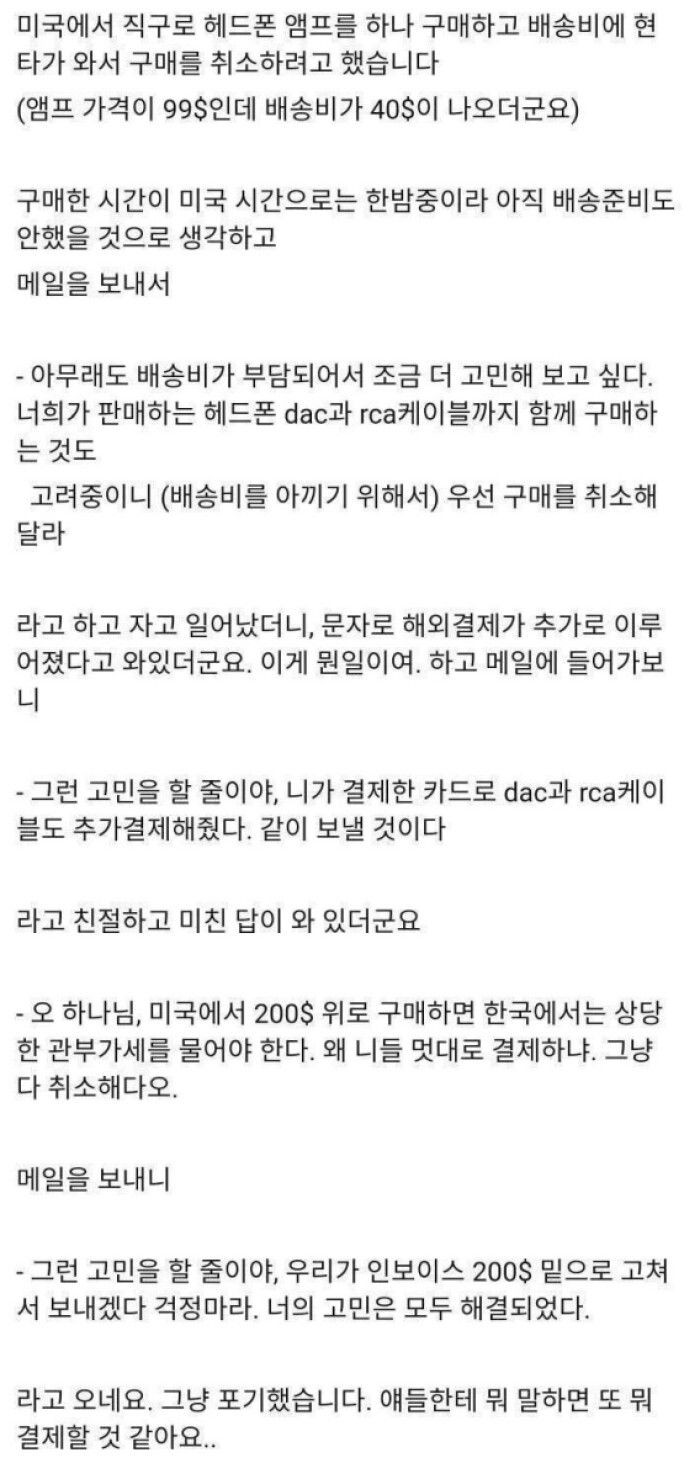 미국에서 직구로 헤드폰 앰프를 하나 구매하고 배송비에 현
타가 와서 구매를 취소하려고 했습니다
(앰프 가격이 99$인데 배송비가 40$이 나오더군요)
구매한 시간이 미국 시간으로는 한밤중이라 아직 배송준비도
안했을 것으로 생각하고
메일을 보내서
- 아무래도 배송비가 부담되어서 조금 더 고민해 보고 싶다.
너희가 판매하는 헤드폰 dac과 rca케이블까지 함께 구매하
는 것도
고려중이니 (배송비를 아끼기 위해서) 우선 구매를 취소해
달라
라고 하고 자고 일어났더니, 문자로 해외결제가 추가로 이루
어졌다고 와있더군요. 이게 뭔일이여. 하고 메일에 들어가보
니
- 그런 고민을 할 줄이야, 니가 결제한 카드로 dac과 rca케이
블도 추가결제해줬다. 같이 보낼 것이다
라고 친절하고 미친 답이 와 있더군요
- 오 하나님, 미국에서 200$ 위로 구매하면 한국에서는 상당
한 관부가세를 물어야 한다. 왜 니들 멋대로 결제하냐. 그냥
다 취소해다오.
메일을 보내니
- 그런 고민을 할 줄이야, 우리가 인보이스 200$ 밑으로 고쳐
서 보내겠다 걱정마라. 너의 고민은 모두 해결되었다.
라고 오네요. 그냥 포기했습니다. 얘들한테 뭐 말하면 또 뭐
결제할 것 같아요..